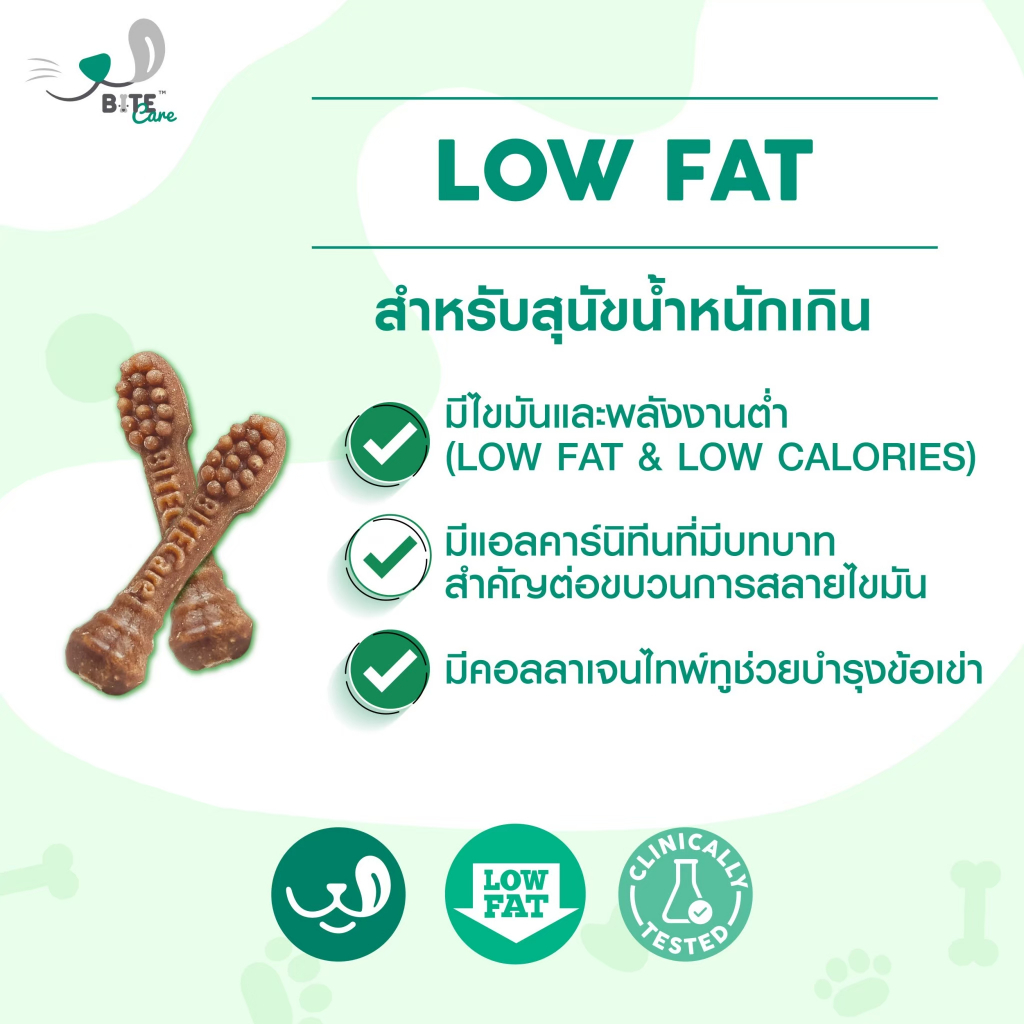 BITE™
Care
LOW FAT
สำหรับสุนัขน้ำหนักเกิน
มีไขมันและพลังงานต่ำ
(LOW FAT & LOW CALORIES)
มีแอลคาร์นิทีนที่มีบทบาท
สำคัญต่อขบวนการสลายไขมัน
มีคอลลาเจนไทพ์ทูช่วยบำรุงข้อเข่า
BITECare
BITECare
LOW
FAT
CLINICALLY
TESTED